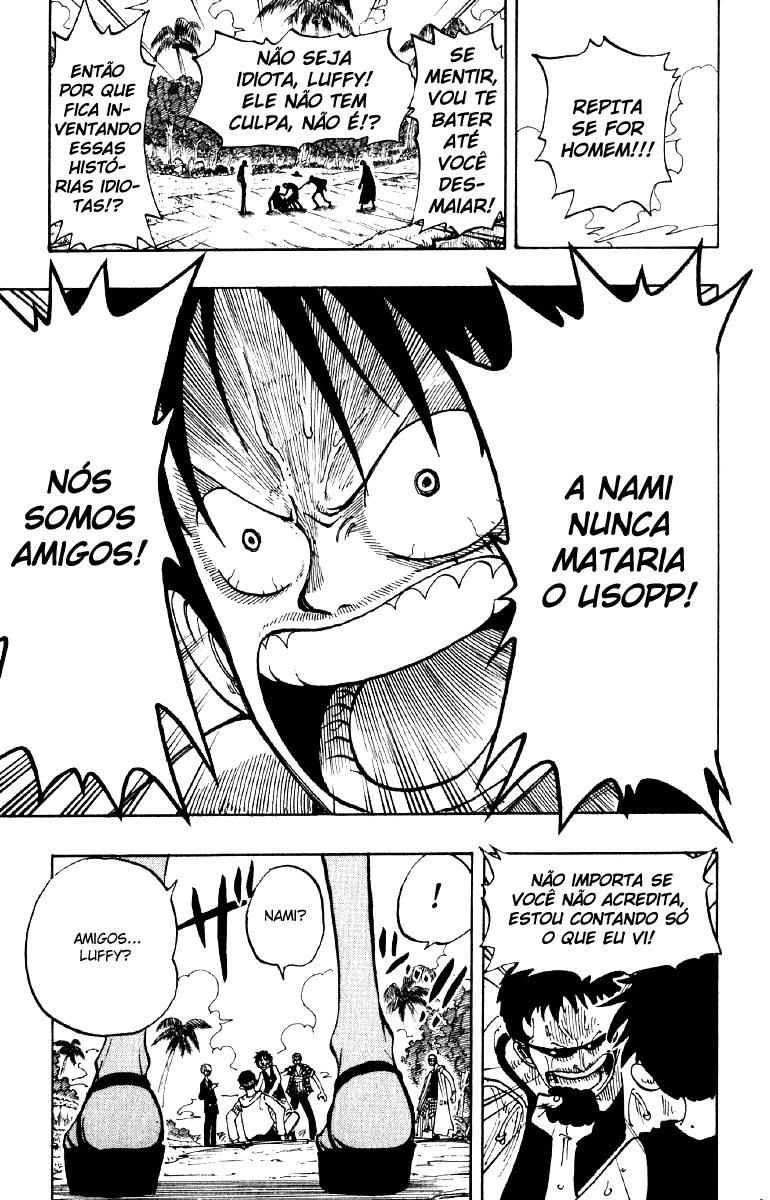 REPITA
SE FOR
HOMEM!!!
SE
MENTIR,
VOU TE
BATER
ATÉ
VOCÊ
DES-
MAIAR!
NÃO SEJA
IDIOTA, LUFFY!
ELE NÃO TEM
CULPA, NÃO É!?
ENTÃO
POR QUE
FICA IN-
VENTANDO
ESSAS
HISTÓ-
RIAS IDIO-
TAS!?
A NAMI
NUNCA
MATARIA
O USOPP!
NÓS
SOMOS
AMIGOS!
NÃO IMPORTA SE
VOCÊ NÃO ACREDITA,
ESTOU CONTANDO SÓ
O QUE EU VI!
!
NAMI?
AMIGOS...
LUFFY?